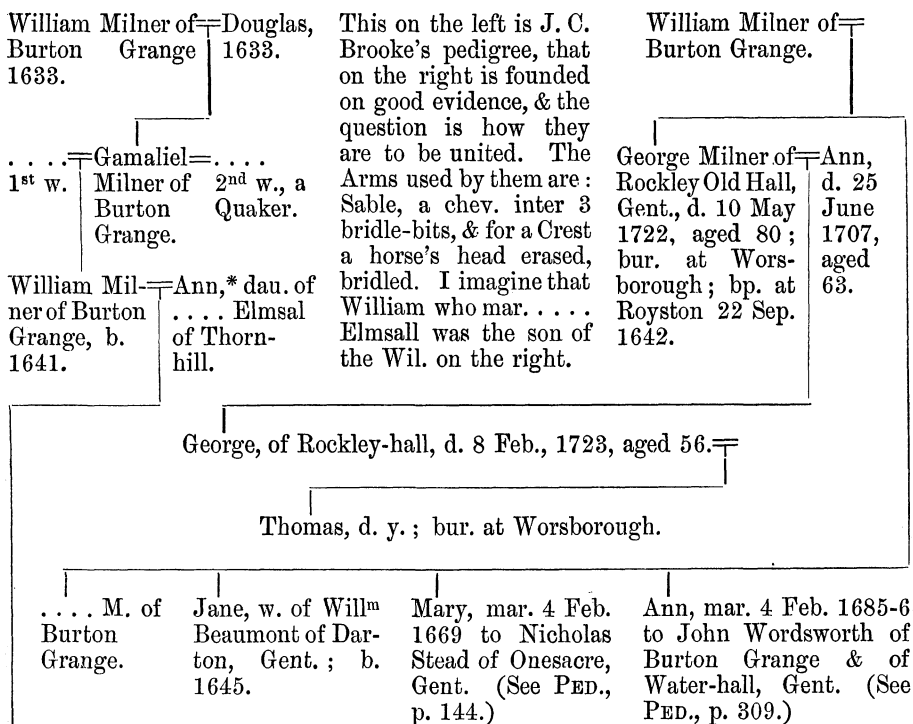 William Milner of Burton Grange 1633.
Douglas, 1633.
This on the left is J. C.
Brooke's pedigree, that
on the right is founded
on good evidence, & the
question is how they
are to be united. The
Arms used by them are :
Sable, a chev. inter 3
bridle-bits, & for a Crest
a horse's head erased,
bridled. I imagine that
William who mar. . . . .
Elmsall was the son of
the Wil. on the right.
William Milner of
Burton Grange.
. . . .
1st w.
Gamaliel
Milner of
Burton
Grange.
. . . .
2nd w., a
Quaker.
George Milner of
Rockley Old Hall,
Gent., d. 10 May
1722, aged 80 ;
bur. at Wors-
borough ; bp. at
Royston 22 Sep.
1642.
Ann,
d. 25
June
1707,
aged
63.
William Mil-
ner of Burton
Grange, b.
1641.
Ann,* dau. of
. . . . Elmsal
of Thorn-
hill.
George, of Rockley-hall, d. 8 Feb., 1723, aged 56.
Thomas, d. y. ; bur. at Worsborough.
. . . . M. of
Burton
Grange.
Jane, w. of Willm
Beaumont of Dar-
ton, Gent. ; b.
1645.
Mary, mar. 4 Feb.
1669 to Nicholas
Stead of Onesacre,
Gent. (See PED.,
p. 144.)
Ann, mar. 4 Feb. 1685-6
to John Wordsworth of
Burton Grange & of
Water-hall, Gent. (See
PED., p. 309.)